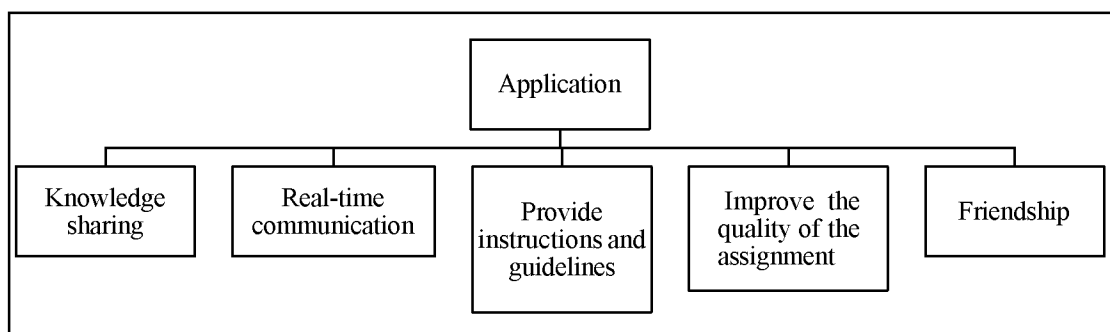 Application
Knowledge
sharing
Real-time
communication
Provide
instructions and
guidelines
Improve the
quality of the
assignment
Friendship